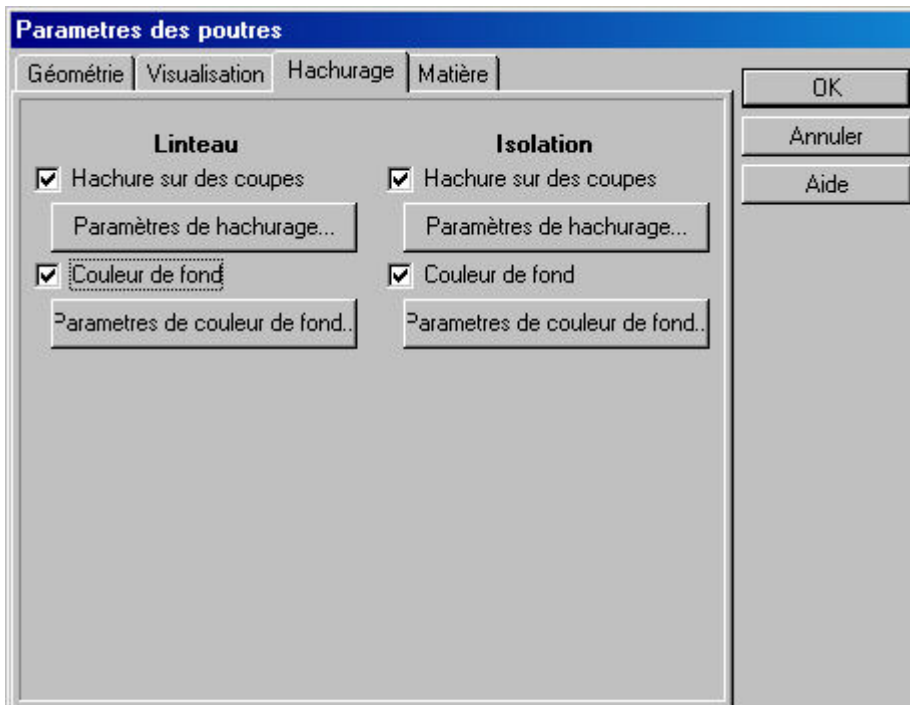 Parametres des poutres
Géométrie Visualisation Hachurage Matière
OK
Annuler
Aide
Linteau Isolation
Hachure sur des coupes Hachure sur des coupes
Paramètres de hachurage... Paramètres de hachurage...
Couleur de fond Couleur de fond
Parametres de couleur de fond.. Parametres de couleur de fond..